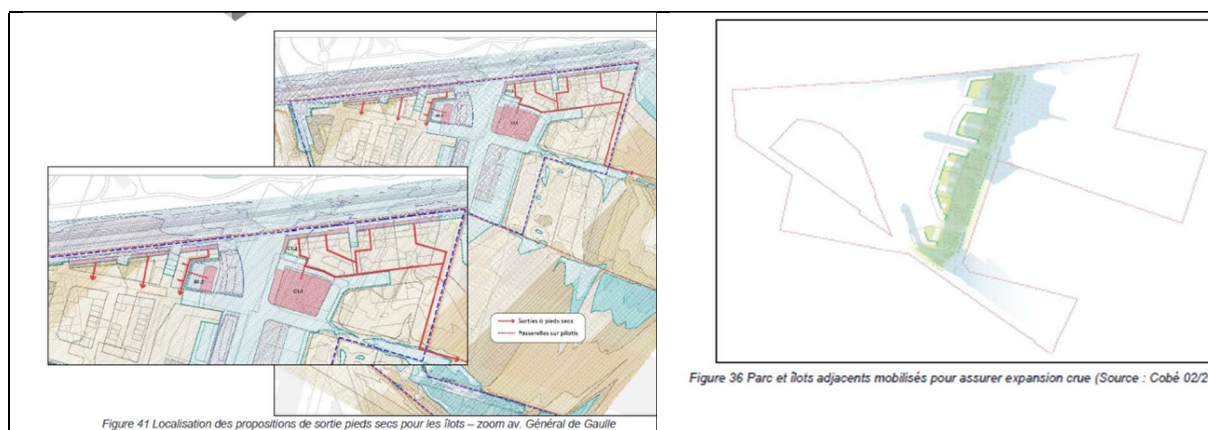 Sorties à pieds secs
Passerelles sur pilotis
Figure 41 Localisation des propositions de sortie pieds secs pour les îlots – zoom av. Général de Gaulle
Figure 36 Parc et îlots adjacents mobilisés pour assurer expansion crue (Source : Cobé 02/2